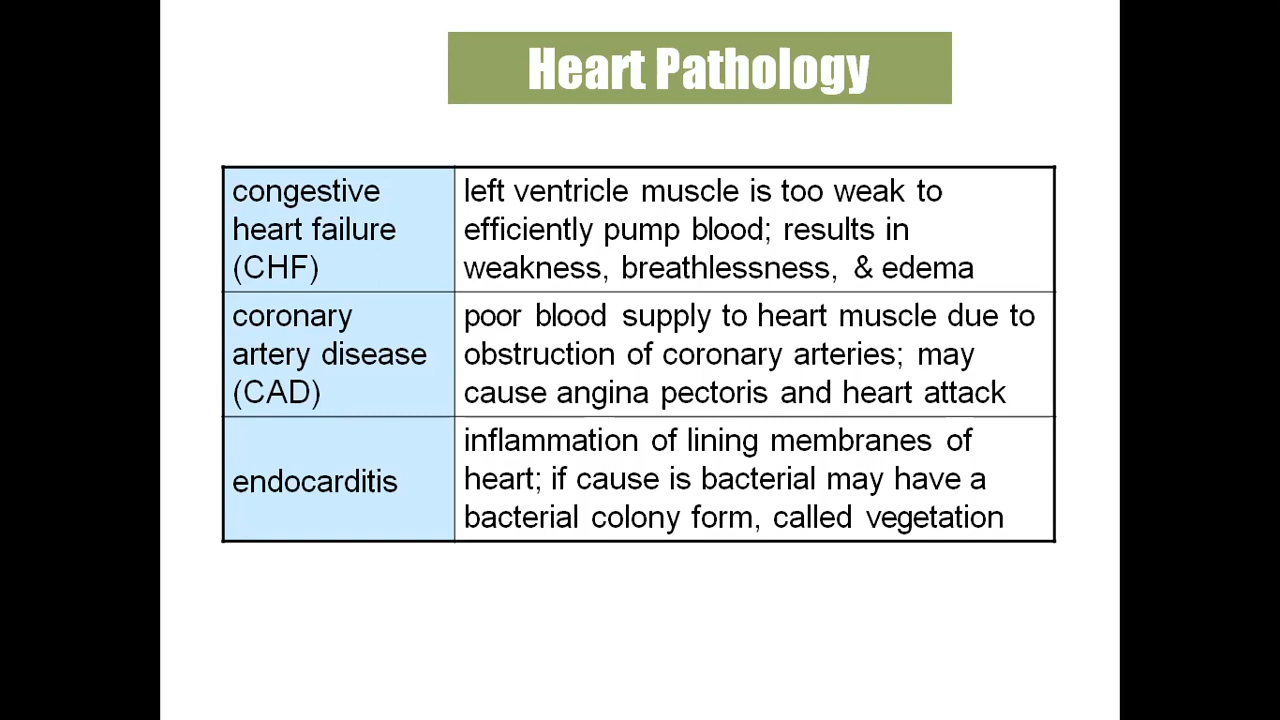 Heart Pathology
congestive
heart failure
(CHF)
left ventricle muscle is too weak to
efficiently pump blood; results in
weakness, breathlessness, & edema
coronary
artery disease
(CAD)
poor blood supply to heart muscle due to
obstruction of coronary arteries; may
cause angina pectoris and heart attack
endocarditis
inflammation of lining membranes of
heart; if cause is bacterial may have a
bacterial colony form, called vegetation